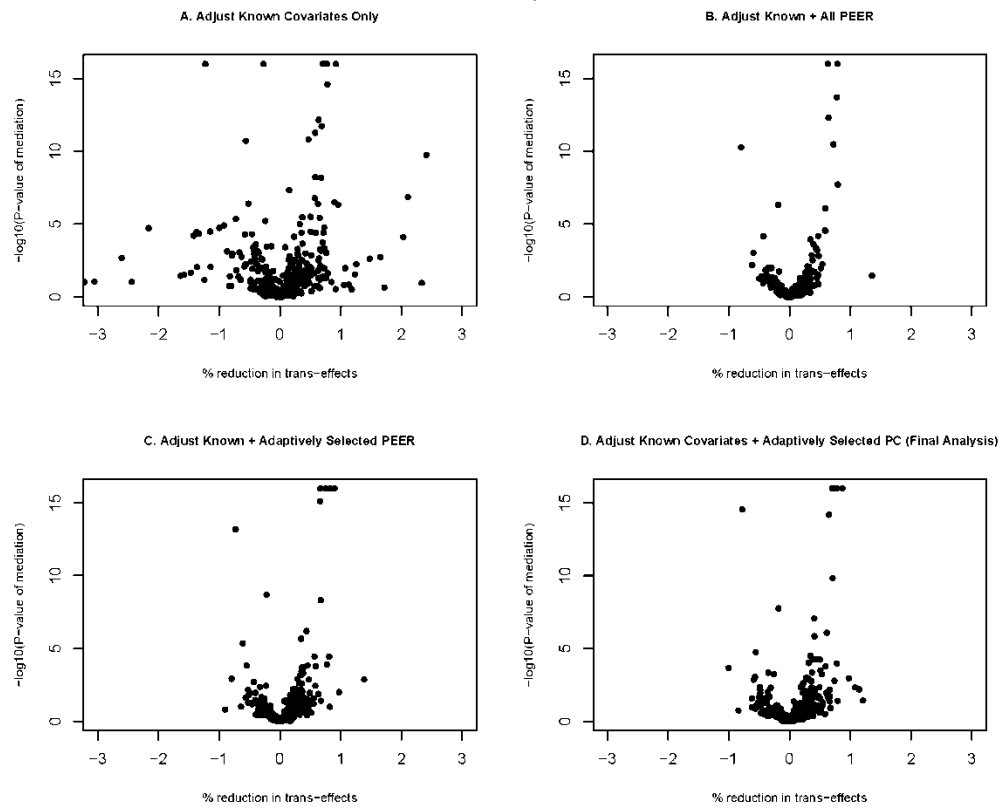 A. Adjust Known Covariates Only
−log10(P-value of mediation)
15
10
5
0
−3 −2 −1 0 1 2 3
% reduction in trans−effects
B. Adjust Known + All PEER
−log10(P-value of mediation)
15
10
5
0
−3 −2 −1 0 1 2 3
% reduction in trans−effects
C. Adjust Known + Adaptively Selected PEER
−log10(P-value of mediation)
15
10
5
0
−3 −2 −1 0 1 2 3
% reduction in trans−effects
D. Adjust Known Covariates + Adaptively Selected PC (Final Analysis)
−log10(P-value of mediation)
15
10
5
0
−3 −2 −1 0 1 2 3
% reduction in trans−effects